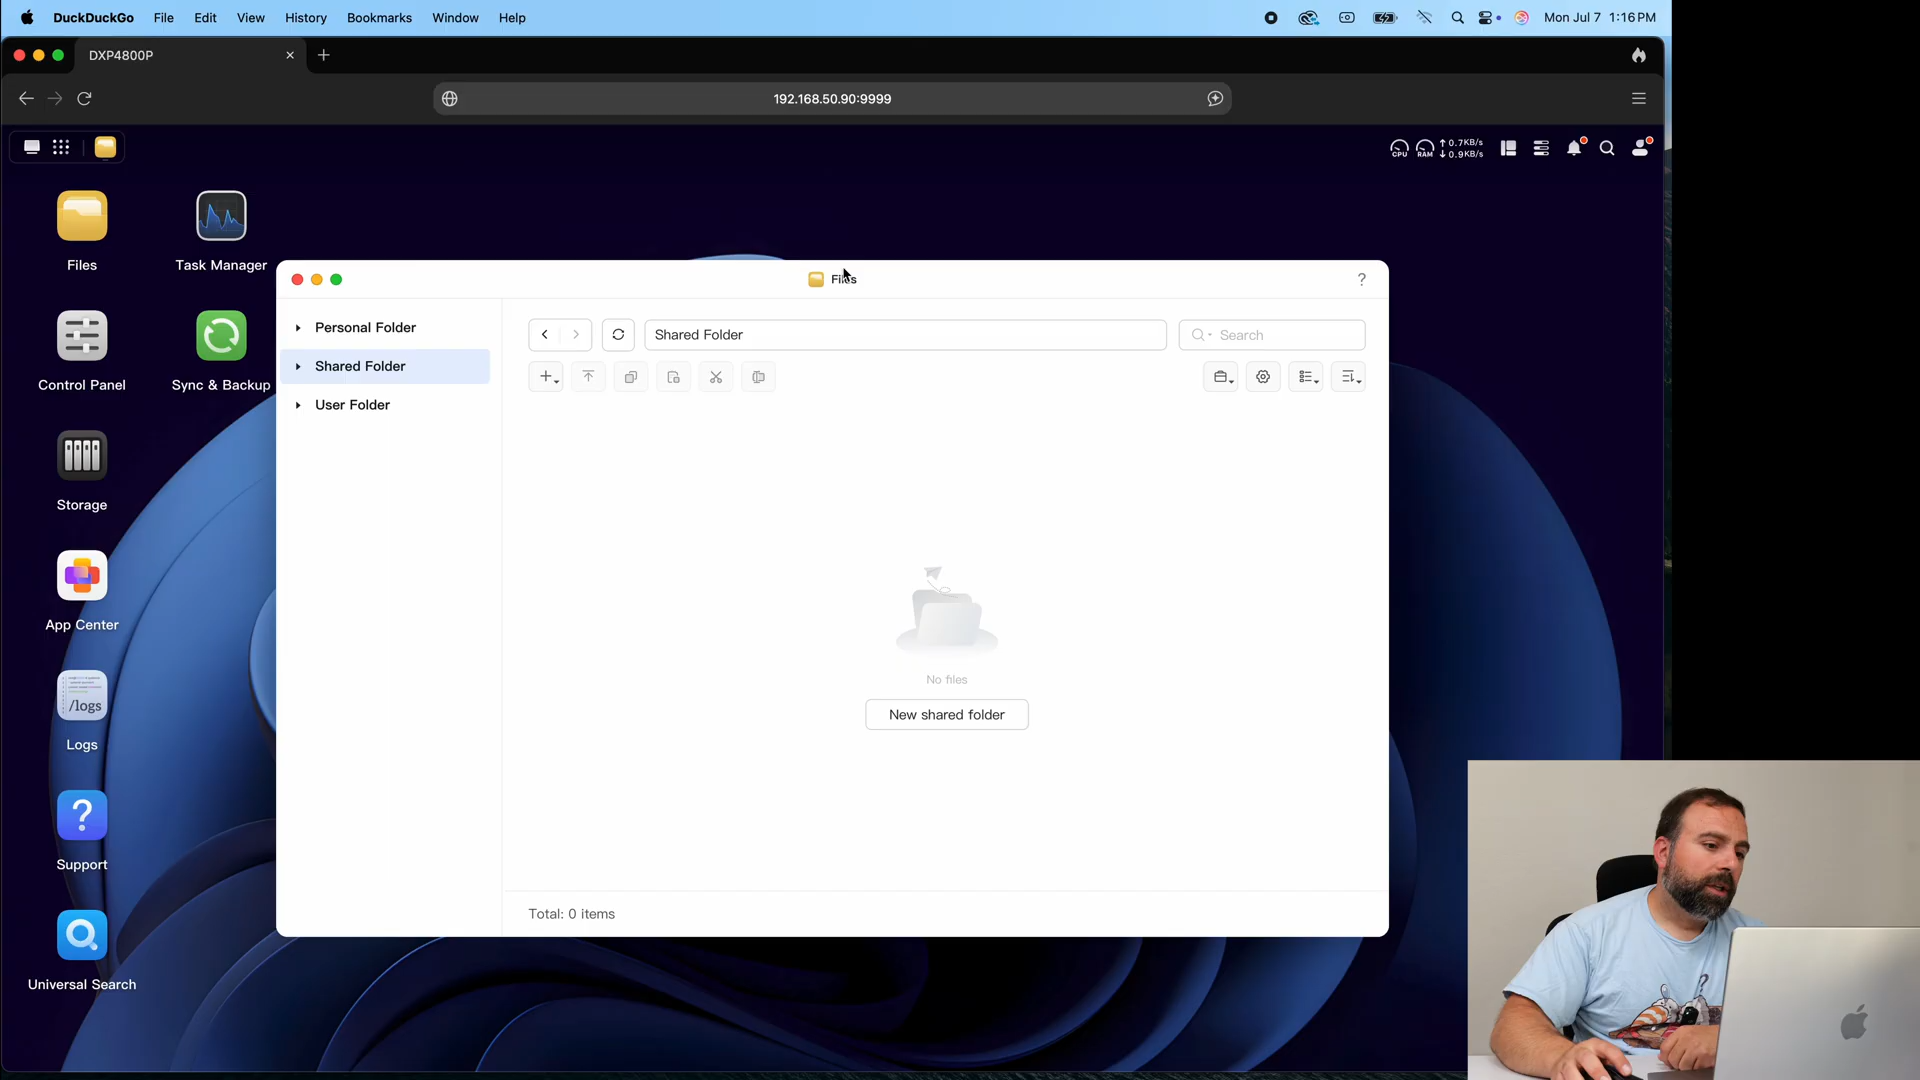 DuckDuckGo File Edit View History Bookmarks Window Help Mon Jul 7 1:16 PM
DXP4800P
192.168.50.90:9999
CPU RAM ↑ 0.7KB/s
↓ 0.9KB/s
Files
Task Manager
Control Panel
Sync & Backup
Storage
App Center
/logs
Logs
?
Support
Universal Search
Files
?
Personal Folder
Shared Folder
User Folder
Shared Folder
Search
No files
New shared folder
Total: 0 items